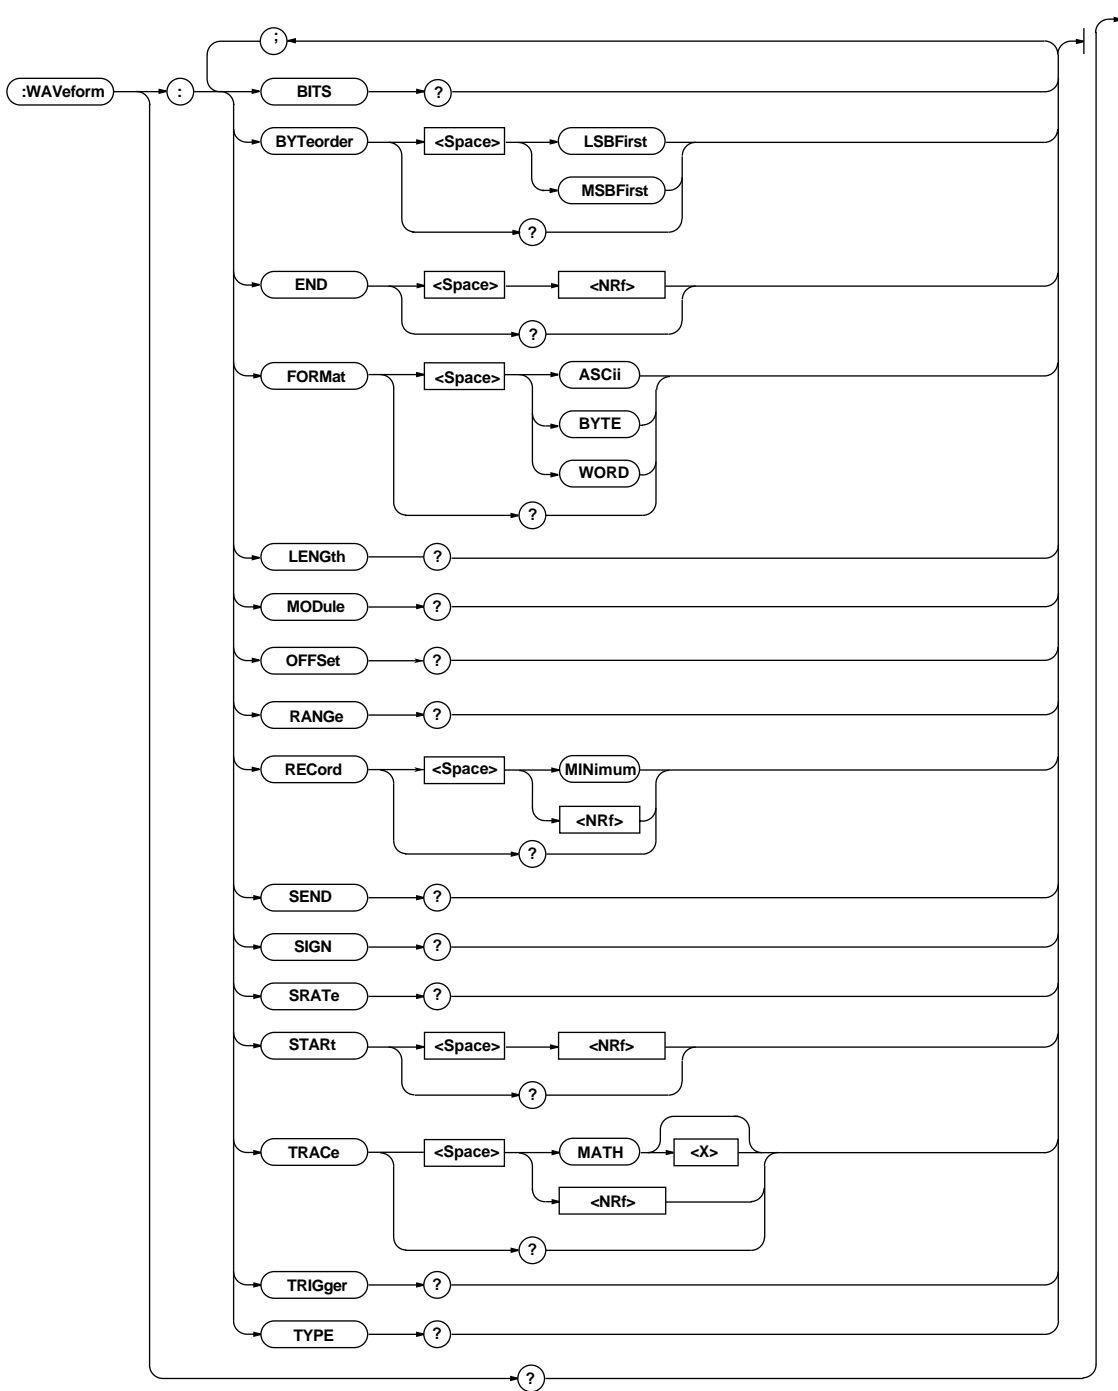 ;
:WAVeform : BITS ?
BYTeorder <Space> LSBFirst
MSBFirst
?
END <Space> <NRf>
?
FORMat <Space> ASCii
BYTE
WORD
?
LENGth ?
MODule ?
OFFSet ?
RANGe ?
RECord <Space> MINimum
<NRf>
?
SEND ?
SIGN ?
SRATe ?
STARt <Space> <NRf>
?
TRACe <Space> MATH <X>
<NRf>
?
TRIGger ?
TYPE ?
?